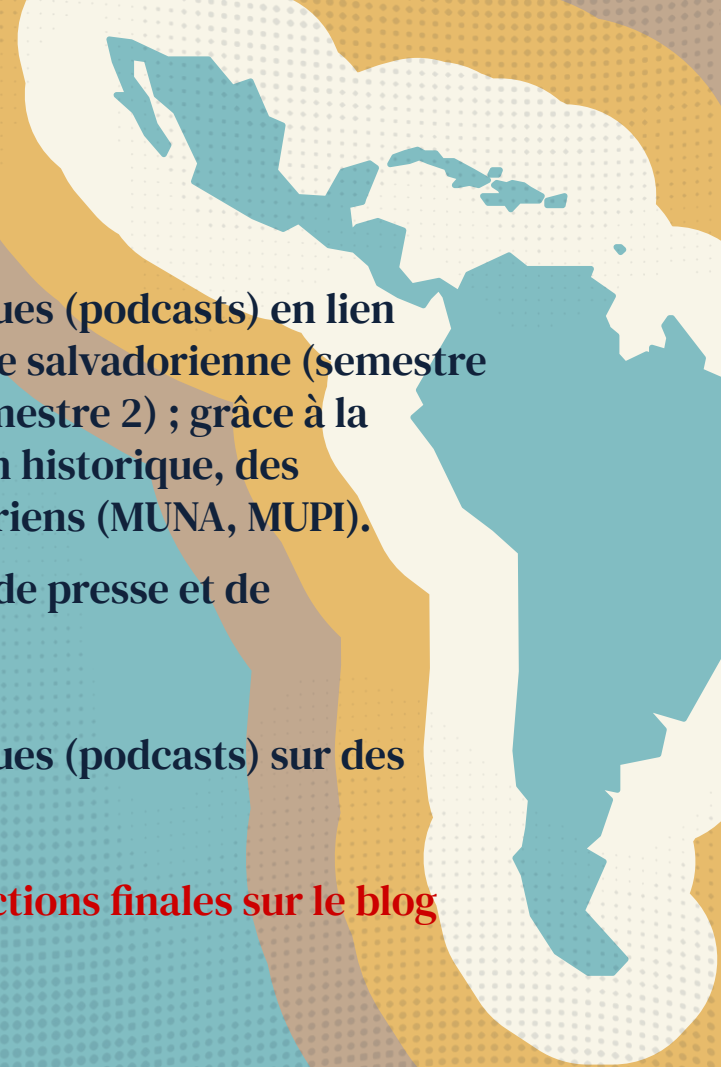 ues (podcasts) en lien
e salvadorienne (semestre
mestre 2) ; grâce à la
n historique, des
riens (MUNA, MUPI).
de presse et de
ues (podcasts) sur des
ctions finales sur le blog